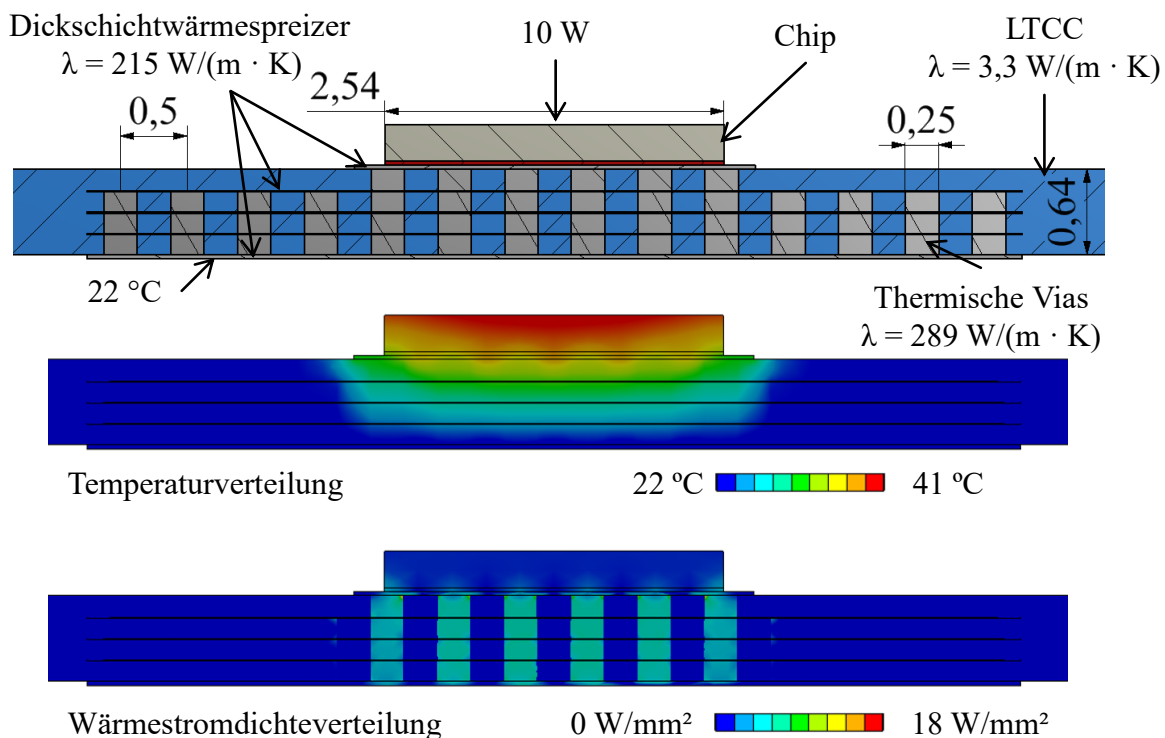 Dickschichtwärmespreizer
λ = 215 W/(m · K)
10 W
Chip
LTCC
λ = 3,3 W/(m · K)
2,54
0,5
0,25
0,64
22 °C
Thermische Vias
λ = 289 W/(m · K)
Temperaturverteilung
22 ºC
41 ºC
Wärmestromdichteverteilung
0 W/mm²
18 W/mm²